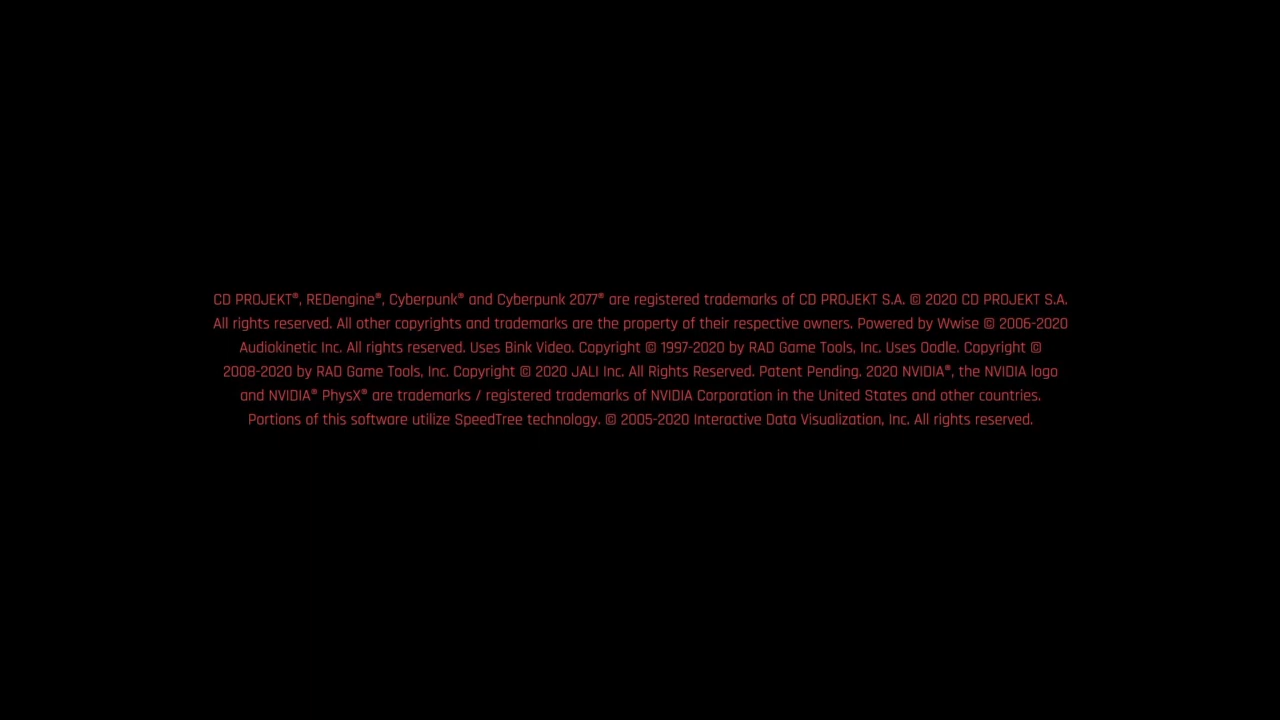 CD PROJEKT®, REDengine®, Cyberpunk® and Cyberpunk 2077® are registered trademarks of CD PROJEKT S.A. © 2020 CD PROJEKT S.A.
All rights reserved. All other copyrights and trademarks are the property of their respective owners. Powered by Wwise © 2006-2020
Audiokinetic Inc. All rights reserved. Uses Bink Video. Copyright © 1997-2020 by RAD Game Tools, Inc. Uses Oodle. Copyright ©
2008-2020 by RAD Game Tools, Inc. Copyright © 2020 JALI Inc. All Rights Reserved. Patent Pending. 2020 NVIDIA®, the NVIDIA logo
and NVIDIA® PhysX® are trademarks / registered trademarks of NVIDIA Corporation in the United States and other countries.
Portions of this software utilize SpeedTree technology. © 2005-2020 Interactive Data Visualization, Inc. All rights reserved.